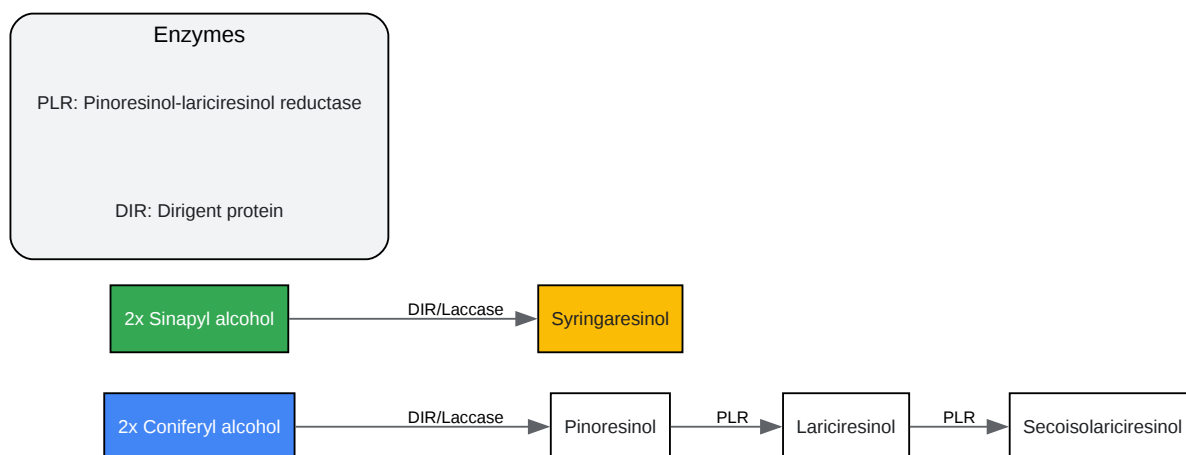 Enzymes
PLR: Pinoresinol-lariciresinol reductase
DIR: Dirigent protein
2x Sinapyl alcohol
DIR/Laccase
Syringaresinol
2x Coniferyl alcohol
DIR/Laccase
Pinoresinol
PLR
Lariciresinol
PLR
Secoisolariciresinol